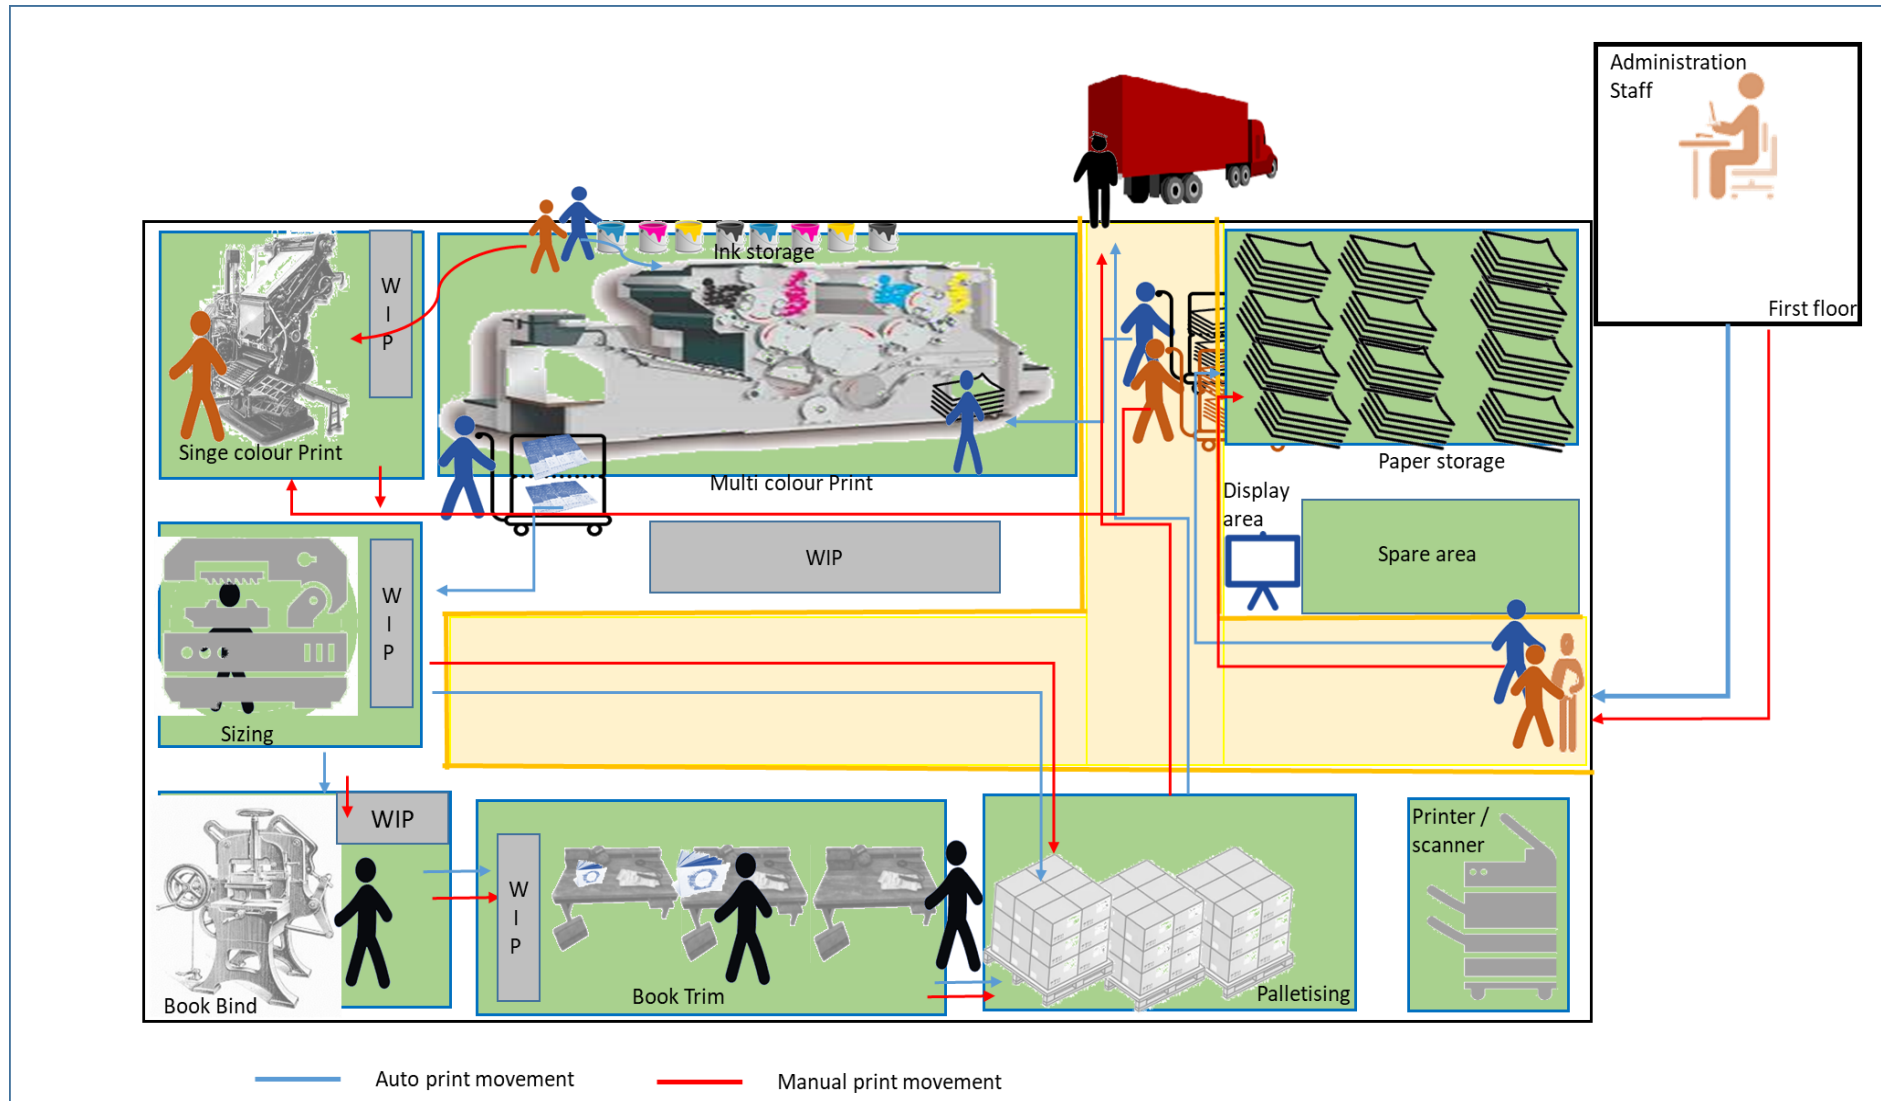 Administration
Staff
First floor
Ink storage
W
I
P
Singe colour Print
Multi colour Print
Paper storage
Display
area
Spare area
WIP
W
I
P
Sizing
WIP
Book Bind
W
I
P
Book Trim
Palletising
Printer /
scanner
Auto print movement
Manual print movement